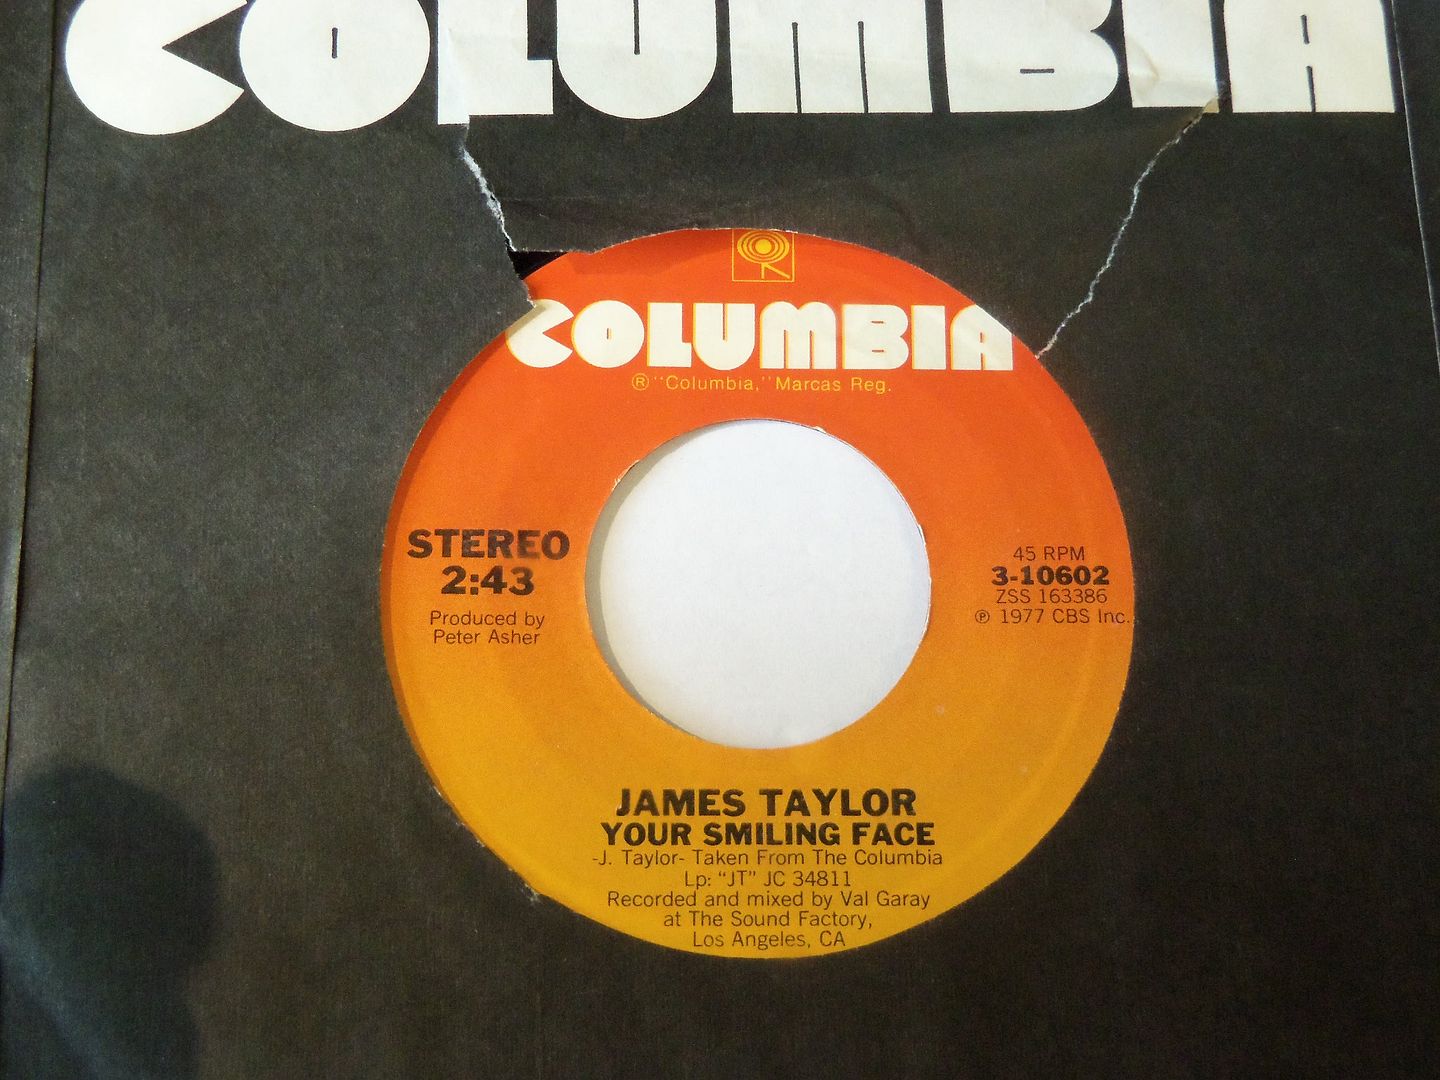 COLUMBIA
COLUMBIA
® "Columbia," Marcas Reg.
STEREO
2:43
Produced by
Peter Asher
45 RPM
3-10602
ZSS 163386
℗ 1977 CBS Inc.
JAMES TAYLOR
YOUR SMILING FACE
-J. Taylor- Taken From The Columbia
Lp: “JT” JC 34811
Recorded and mixed by Val Garay
at The Sound Factory,
Los Angeles, CA